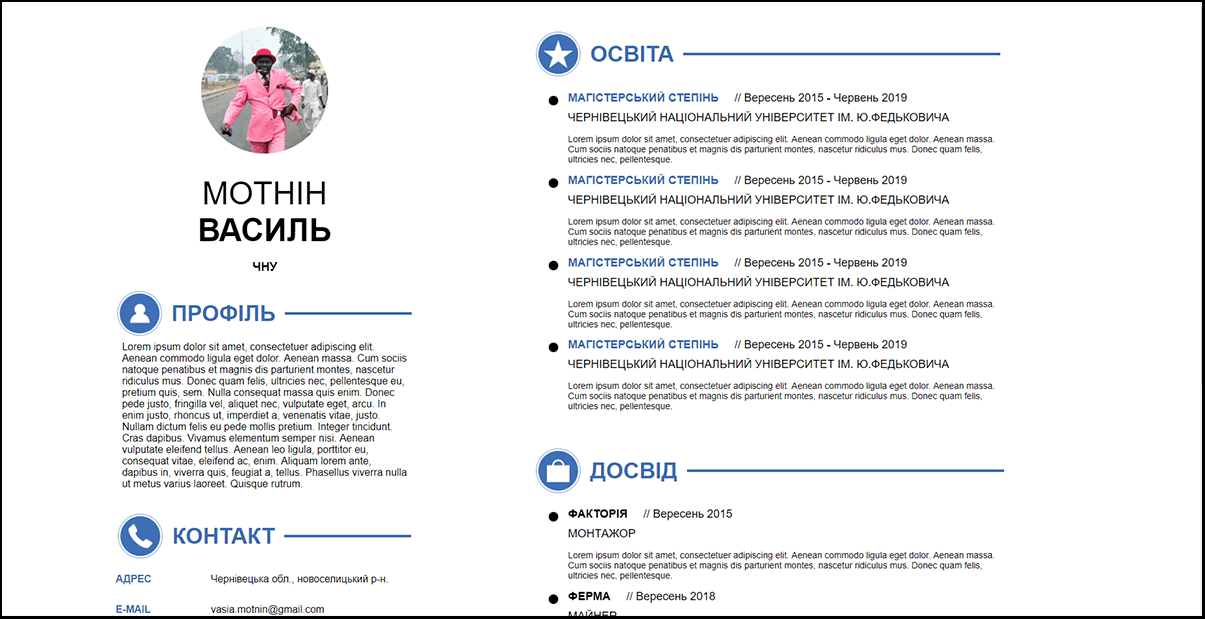 МОТНІН
ВАСИЛЬ
ЧНУ
ПРОФІЛЬ
Lorem ipsum dolor sit amet, consectetuer adipiscing elit.
Aenean commodo ligula eget dolor. Aenean massa. Cum sociis
natoque penatibus et magnis dis parturient montes, nascetur
ridiculus mus. Donec quam felis, ultricies nec, pellentesque eu,
pretium quis, sem. Nulla consequat massa quis enim. Donec
pede justo, fringilla vel, aliquet nec, vulputate eget, arcu. In
enim justo, rhoncus ut, imperdiet a, venenatis vitae, justo.
Nullam dictum felis eu pede mollis pretium. Integer tincidunt.
Cras dapibus. Vivamus elementum semper nisi. Aenean
vulputate eleifend tellus. Aenean leo ligula, porttitor eu,
consequat vitae, eleifend ac, enim. Aliquam lorem ante,
dapibus in, viverra quis, feugiat a, tellus. Phasellus viverra nulla
ut metus varius laoreet. Quisque rutrum.
КОНТАКТ
АДРЕС Чернівецька обл., новоселицький р-н.
E-MAIL vasia.motnin@gmail.com
ОСВІТА
МАГІСТЕРСЬКИЙ СТЕПІНЬ // Вересень 2015 - Червень 2019
ЧЕРНІВЕЦЬКИЙ НАЦІОНАЛЬНИЙ УНІВЕРСИТЕТ ІМ. Ю.ФЕДЬКОВИЧА
Lorem ipsum dolor sit amet, consectetuer adipiscing elit. Aenean commodo ligula eget dolor. Aenean massa.
Cum sociis natoque penatibus et magnis dis parturient montes, nascetur ridiculus mus. Donec quam felis,
ultricies nec, pellentesque.
МАГІСТЕРСЬКИЙ СТЕПІНЬ // Вересень 2015 - Червень 2019
ЧЕРНІВЕЦЬКИЙ НАЦІОНАЛЬНИЙ УНІВЕРСИТЕТ ІМ. Ю.ФЕДЬКОВИЧА
Lorem ipsum dolor sit amet, consectetuer adipiscing elit. Aenean commodo ligula eget dolor. Aenean massa.
Cum sociis natoque penatibus et magnis dis parturient montes, nascetur ridiculus mus. Donec quam felis,
ultricies nec, pellentesque.
МАГІСТЕРСЬКИЙ СТЕПІНЬ // Вересень 2015 - Червень 2019
ЧЕРНІВЕЦЬКИЙ НАЦІОНАЛЬНИЙ УНІВЕРСИТЕТ ІМ. Ю.ФЕДЬКОВИЧА
Lorem ipsum dolor sit amet, consectetuer adipiscing elit. Aenean commodo ligula eget dolor. Aenean massa.
Cum sociis natoque penatibus et magnis dis parturient montes, nascetur ridiculus mus. Donec quam felis,
ultricies nec, pellentesque.
МАГІСТЕРСЬКИЙ СТЕПІНЬ // Вересень 2015 - Червень 2019
ЧЕРНІВЕЦЬКИЙ НАЦІОНАЛЬНИЙ УНІВЕРСИТЕТ ІМ. Ю.ФЕДЬКОВИЧА
Lorem ipsum dolor sit amet, consectetuer adipiscing elit. Aenean commodo ligula eget dolor. Aenean massa.
Cum sociis natoque penatibus et magnis dis parturient montes, nascetur ridiculus mus. Donec quam felis,
ultricies nec, pellentesque.
ДОСВІД
ФАКТОРІЯ // Вересень 2015
МОНТАЖОР
Lorem ipsum dolor sit amet, consectetuer adipiscing elit. Aenean commodo ligula eget dolor. Aenean massa.
Cum sociis natoque penatibus et magnis dis parturient montes, nascetur ridiculus mus. Donec quam felis,
ultricies nec, pellentesque.
ФЕРМА // Вересень 2018
МАЙНЕР